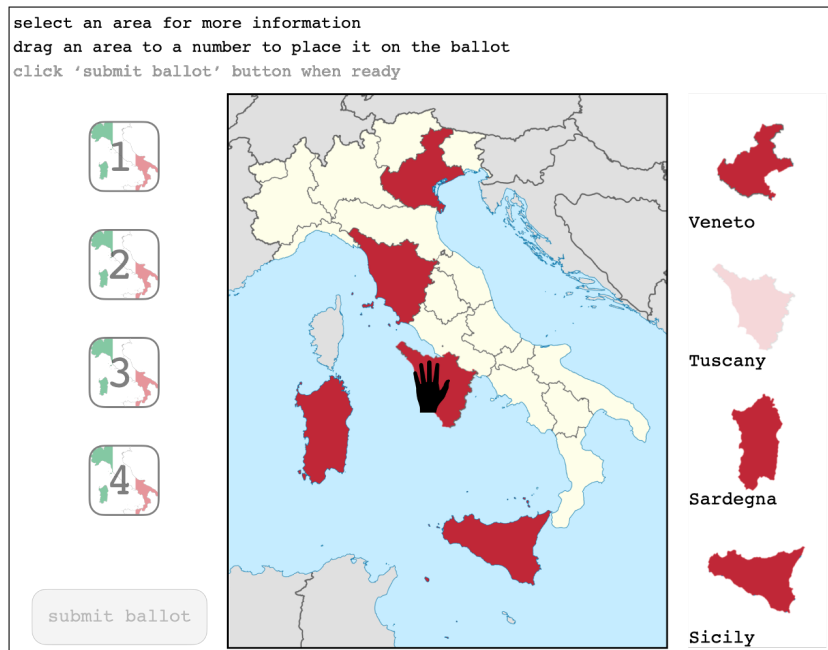 select an area for more information
drag an area to a number to place it on the ballot
click ‘submit ballot’ button when ready
1
2
3
4
submit ballot
Veneto
Tuscany
Sardegna
Sicily